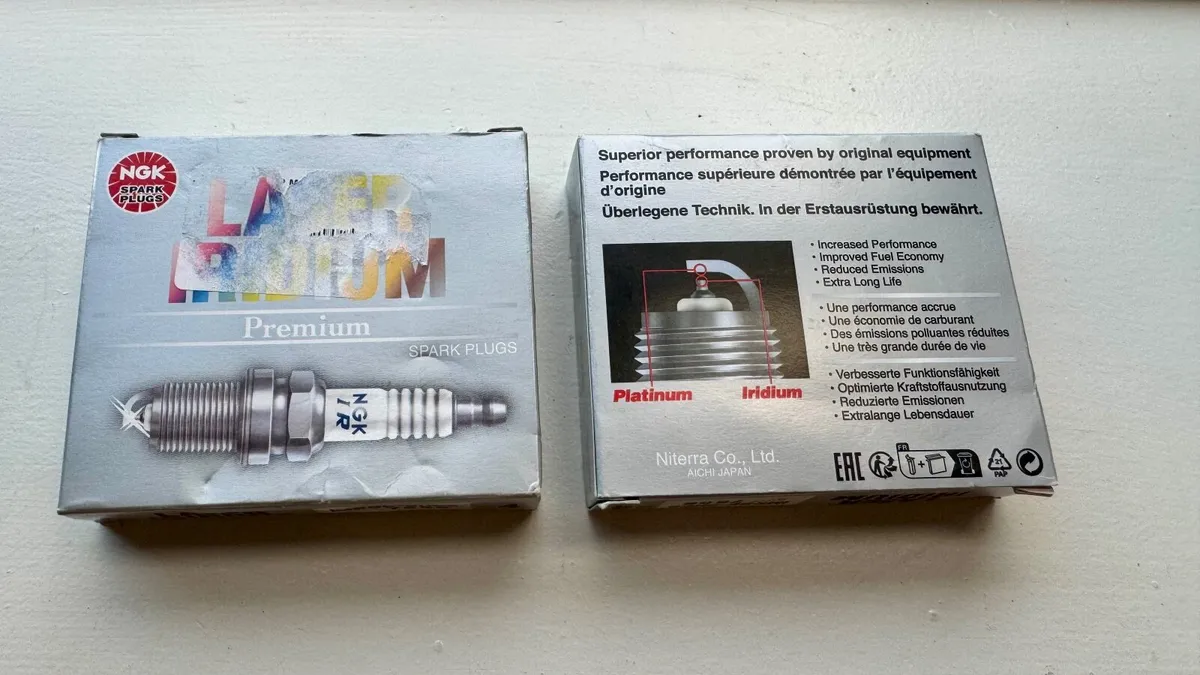 NGK
SPARK
PLUGS
LASER
IRIDIUM
Premium
SPARK PLUGS
NGK
IR
Superior performance proven by original equipment
Performance supérieure démontrée par l'équipement
d'origine
Überlegene Technik. In der Erstausrüstung bewährt.
• Increased Performance
• Improved Fuel Economy
• Reduced Emissions
• Extra Long Life
• Une performance accrue
• Une économie de carburant
• Des émissions polluantes réduites
• Une très grande durée de vie
• Verbesserte Funktionsfähigkeit
• Optimierte Kraftstoffausnutzung
• Reduzierte Emissionen
• Extralange Lebensdauer
Platinum
Iridium
Niterra Co., Ltd.
AICHI JAPAN
EAC
FR
21
PAP